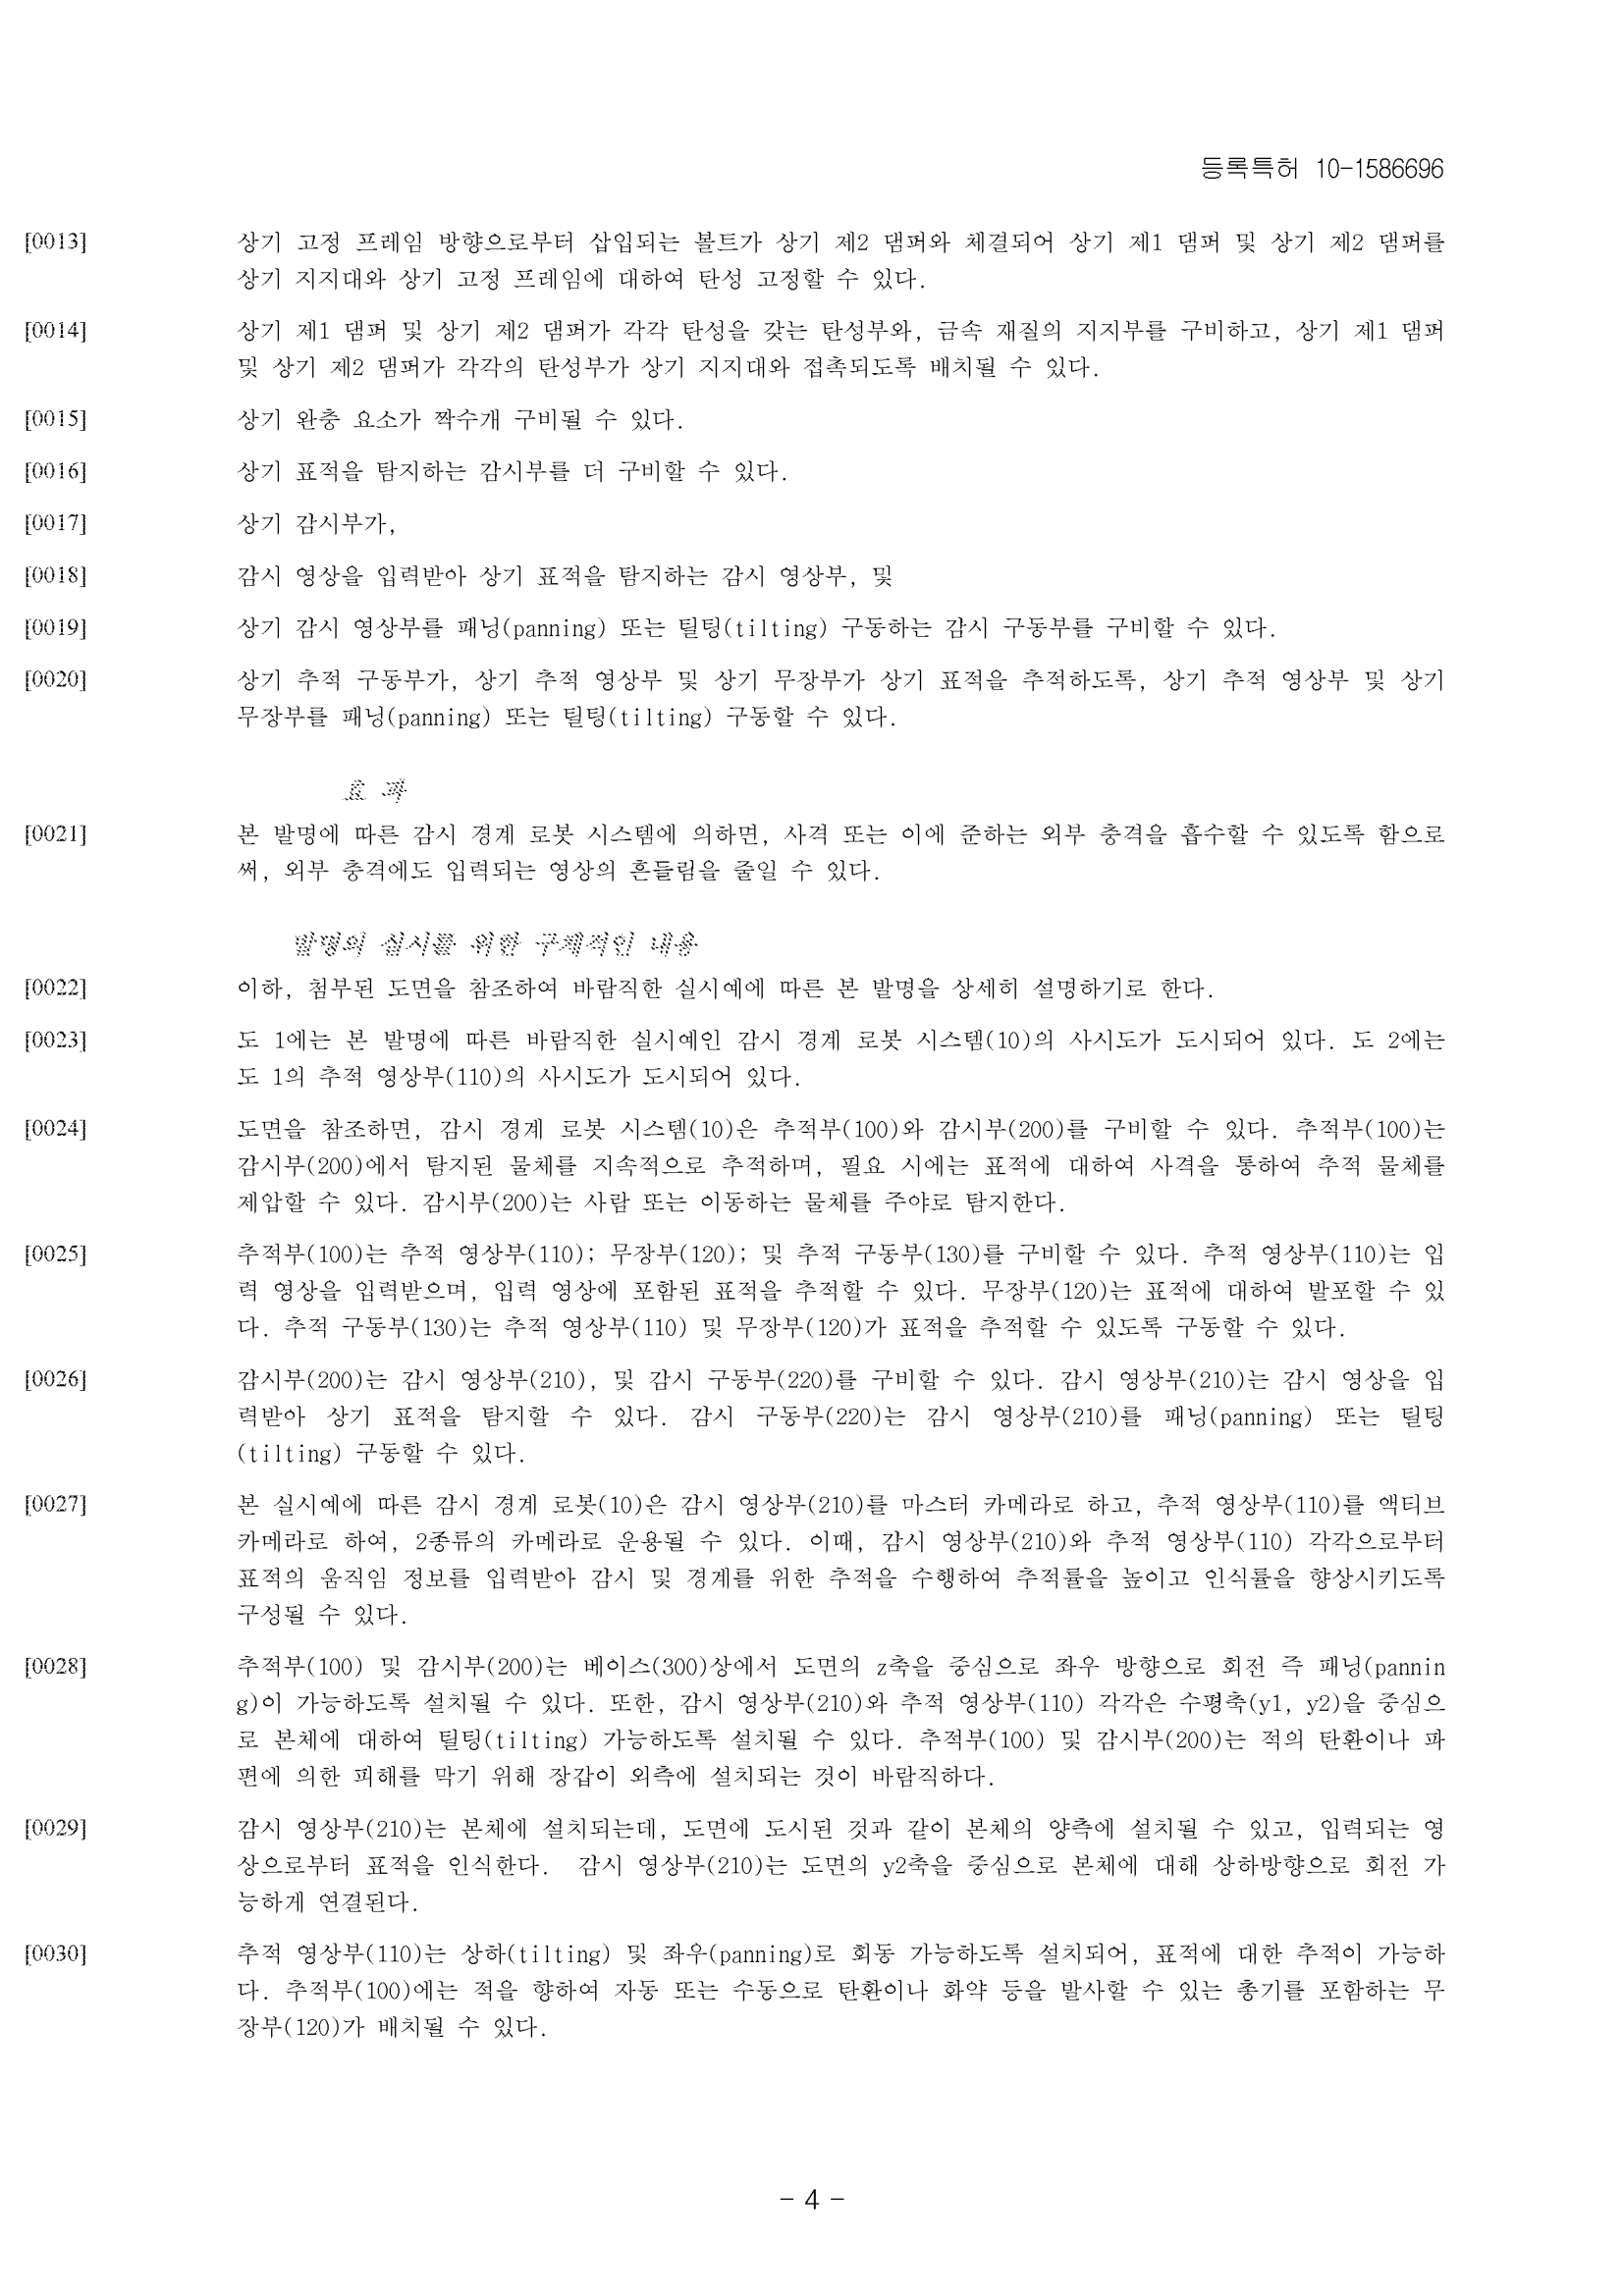 등록특허 10-1586696
[0013] 상기 고정 프레임 방향으로부터 삽입되는 볼트가 상기 제2 댐퍼와 체결되어 상기 제1 댐퍼 및 상기 제2 댐퍼를
상기 지지대와 상기 고정 프레임에 대하여 탄성 고정할 수 있다.
[0014] 상기 제1 댐퍼 및 상기 제2 댐퍼가 각각 탄성을 갖는 탄성부와, 금속 재질의 지지부를 구비하고, 상기 제1 댐퍼
및 상기 제2 댐퍼가 각각의 탄성부가 상기 지지대와 접촉되도록 배치될 수 있다.
[0015] 상기 완충 요소가 짝수개 구비될 수 있다.
[0016] 상기 표적을 탐지하는 감시부를 더 구비할 수 있다.
[0017] 상기 감시부가,
[0018] 감시 영상을 입력받아 상기 표적을 탐지하는 감시 영상부, 및
[0019] 상기 감시 영상부를 패닝(panning) 또는 틸팅(tilting) 구동하는 감시 구동부를 구비할 수 있다.
[0020] 상기 추적 구동부가, 상기 추적 영상부 및 상기 무장부가 상기 표적을 추적하도록, 상기 추적 영상부 및 상기
무장부를 패닝(panning) 또는 틸팅(tilting) 구동할 수 있다.
효 과
[0021] 본 발명에 따른 감시 경계 로봇 시스템에 의하면, 사격 또는 이에 준하는 외부 충격을 흡수할 수 있도록 함으로
써, 외부 충격에도 입력되는 영상의 흔들림을 줄일 수 있다.
발명의 실시를 위한 구체적인 내용
[0022] 이하, 첨부된 도면을 참조하여 바람직한 실시예에 따른 본 발명을 상세히 설명하기로 한다.
[0023] 도 1에는 본 발명에 따른 바람직한 실시예인 감시 경계 로봇 시스템(10)의 사시도가 도시되어 있다. 도 2에는
도 1의 추적 영상부(110)의 사시도가 도시되어 있다.
[0024] 도면을 참조하면, 감시 경계 로봇 시스템(10)은 추적부(100)와 감시부(200)를 구비할 수 있다. 추적부(100)는
감시부(200)에서 탐지된 물체를 지속적으로 추적하며, 필요 시에는 표적에 대하여 사격을 통하여 추적 물체를
제압할 수 있다. 감시부(200)는 사람 또는 이동하는 물체를 주야로 탐지한다.
[0025] 추적부(100)는 추적 영상부(110); 무장부(120); 및 추적 구동부(130)를 구비할 수 있다. 추적 영상부(110)는 입
력 영상을 입력받으며, 입력 영상에 포함된 표적을 추적할 수 있다. 무장부(120)는 표적에 대하여 발포할 수 있
다. 추적 구동부(130)는 추적 영상부(110) 및 무장부(120)가 표적을 추적할 수 있도록 구동할 수 있다.
[0026] 감시부(200)는 감시 영상부(210), 및 감시 구동부(220)를 구비할 수 있다. 감시 영상부(210)는 감시 영상을 입
력받아 상기 표적을 탐지할 수 있다. 감시 구동부(220)는 감시 영상부(210)를 패닝(panning) 또는 틸팅
(tilting) 구동할 수 있다.
[0027] 본 실시예에 따른 감시 경계 로봇(10)은 감시 영상부(210)를 마스터 카메라로 하고, 추적 영상부(110)를 액티브
카메라로 하여, 2종류의 카메라로 운용될 수 있다. 이때, 감시 영상부(210)와 추적 영상부(110) 각각으로부터
표적의 움직임 정보를 입력받아 감시 및 경계를 위한 추적을 수행하여 추적률을 높이고 인식률을 향상시키도록
구성될 수 있다.
[0028] 추적부(100) 및 감시부(200)는 베이스(300)상에서 도면의 z축을 중심으로 좌우 방향으로 회전 즉 패닝(pannin
g)이 가능하도록 설치될 수 있다. 또한, 감시 영상부(210)와 추적 영상부(110) 각각은 수평축(y1, y2)을 중심으
로 본체에 대하여 틸팅(tilting) 가능하도록 설치될 수 있다. 추적부(100) 및 감시부(200)는 적의 탄환이나 파
편에 의한 피해를 막기 위해 장갑이 외측에 설치되는 것이 바람직하다.
[0029] 감시 영상부(210)는 본체에 설치되는데, 도면에 도시된 것과 같이 본체의 양측에 설치될 수 있고, 입력되는 영
상으로부터 표적을 인식한다. 감시 영상부(210)는 도면의 y2축을 중심으로 본체에 대해 상하방향으로 회전 가
능하게 연결된다.
[0030] 추적 영상부(110)는 상하(tilting) 및 좌우(panning)로 회동 가능하도록 설치되어, 표적에 대한 추적이 가능하
다. 추적부(100)에는 적을 향하여 자동 또는 수동으로 탄환이나 화약 등을 발사할 수 있는 총기를 포함하는 무
장부(120)가 배치될 수 있다.
- 4 -